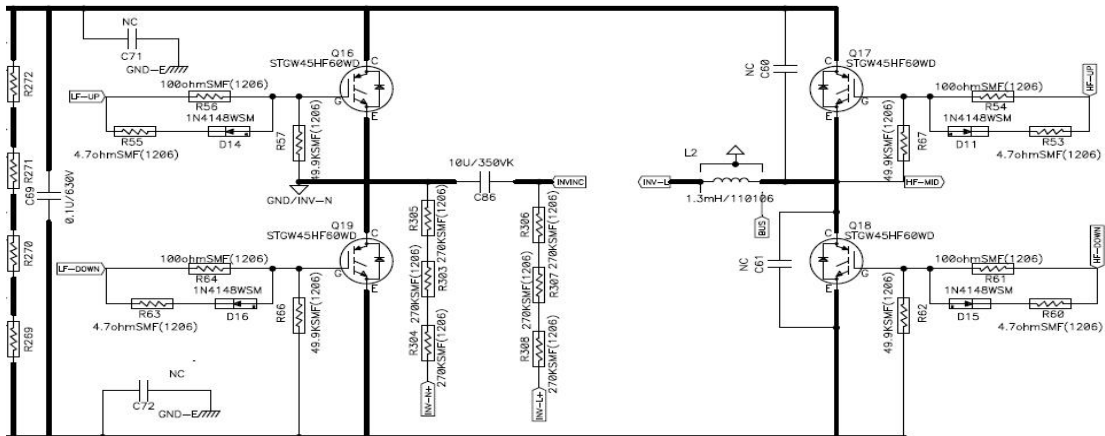 NC
C71
GND-E
R272
R271
R270
R269
C69
0.1U/630V
LF-UP
100ohmSMF(1206)
R56
1N4148WSM
R55
D14
4.7ohmSMF(1206)
R57
49.9KSMF(1206)
Q16
STGW45HF60WD
C
G
E
GND/INV-N
10U/350VK
C86
INVINC
R305
270KSMF(1206)
R303
270KSMF(1206)
R304
270KSMF(1206)
INV-N+
R306
270KSMF(1206)
R307
270KSMF(1206)
R308
270KSMF(1206)
INV-L+
LF-DOWN
100ohmSMF(1206)
R64
1N4148WSM
R63
D16
4.7ohmSMF(1206)
R66
49.9KSMF(1206)
Q19
STGW45HF60WD
C
G
E
NC
C72
GND-E
INV-L
L2
1.3mH/110106
BUS
NC
C60
NC
C61
Q17
STGW45HF60WD
C
G
E
R67
49.9KSMF(1206)
100ohmSMF(1206)
R54
1N4148WSM
D11
R53
4.7ohmSMF(1206)
HF-UP
HF-MID
Q18
STGW45HF60WD
C
G
E
R62
49.9KSMF(1206)
100ohmSMF(1206)
R61
1N4148WSM
D15
R60
4.7ohmSMF(1206)
HF-DOWN